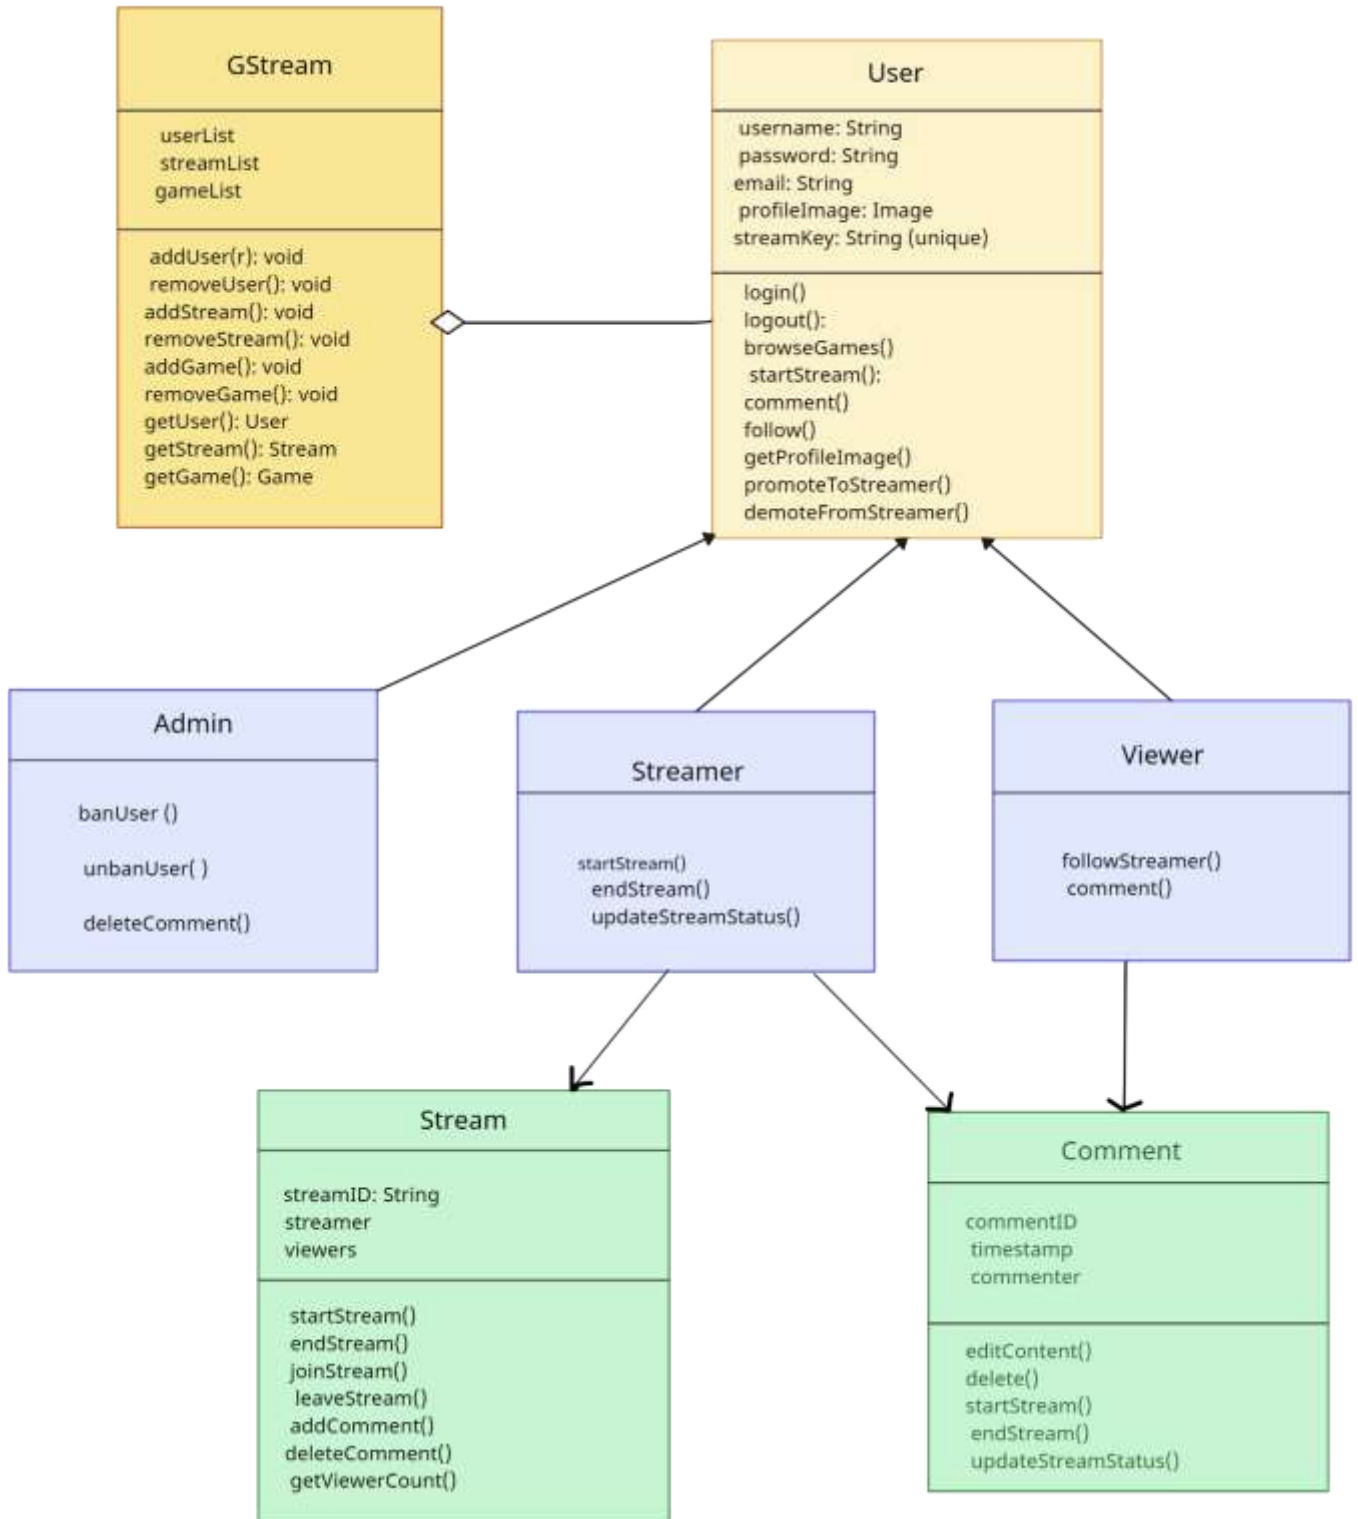 GStream
userList
streamList
gameList
addUser(r): void
removeUser(): void
addStream(): void
removeStream(): void
addGame(): void
removeGame(): void
getUser(): User
getStream(): Stream
getGame(): Game
User
username: String
password: String
email: String
profileImage: Image
streamKey: String (unique)
login()
logout():
browseGames()
startStream():
comment()
follow()
getProfileImage()
promoteToStreamer()
demoteFromStreamer()
Admin
banUser ()
unbanUser( )
deleteComment()
Streamer
startStream()
endStream()
updateStreamStatus()
Viewer
followStreamer()
comment()
Stream
streamID: String
streamer
viewers
startStream()
endStream()
joinStream()
leaveStream()
addComment()
deleteComment()
getViewerCount()
Comment
commentID
timestamp
commenter
editContent()
delete()
startStream()
endStream()
updateStreamStatus()